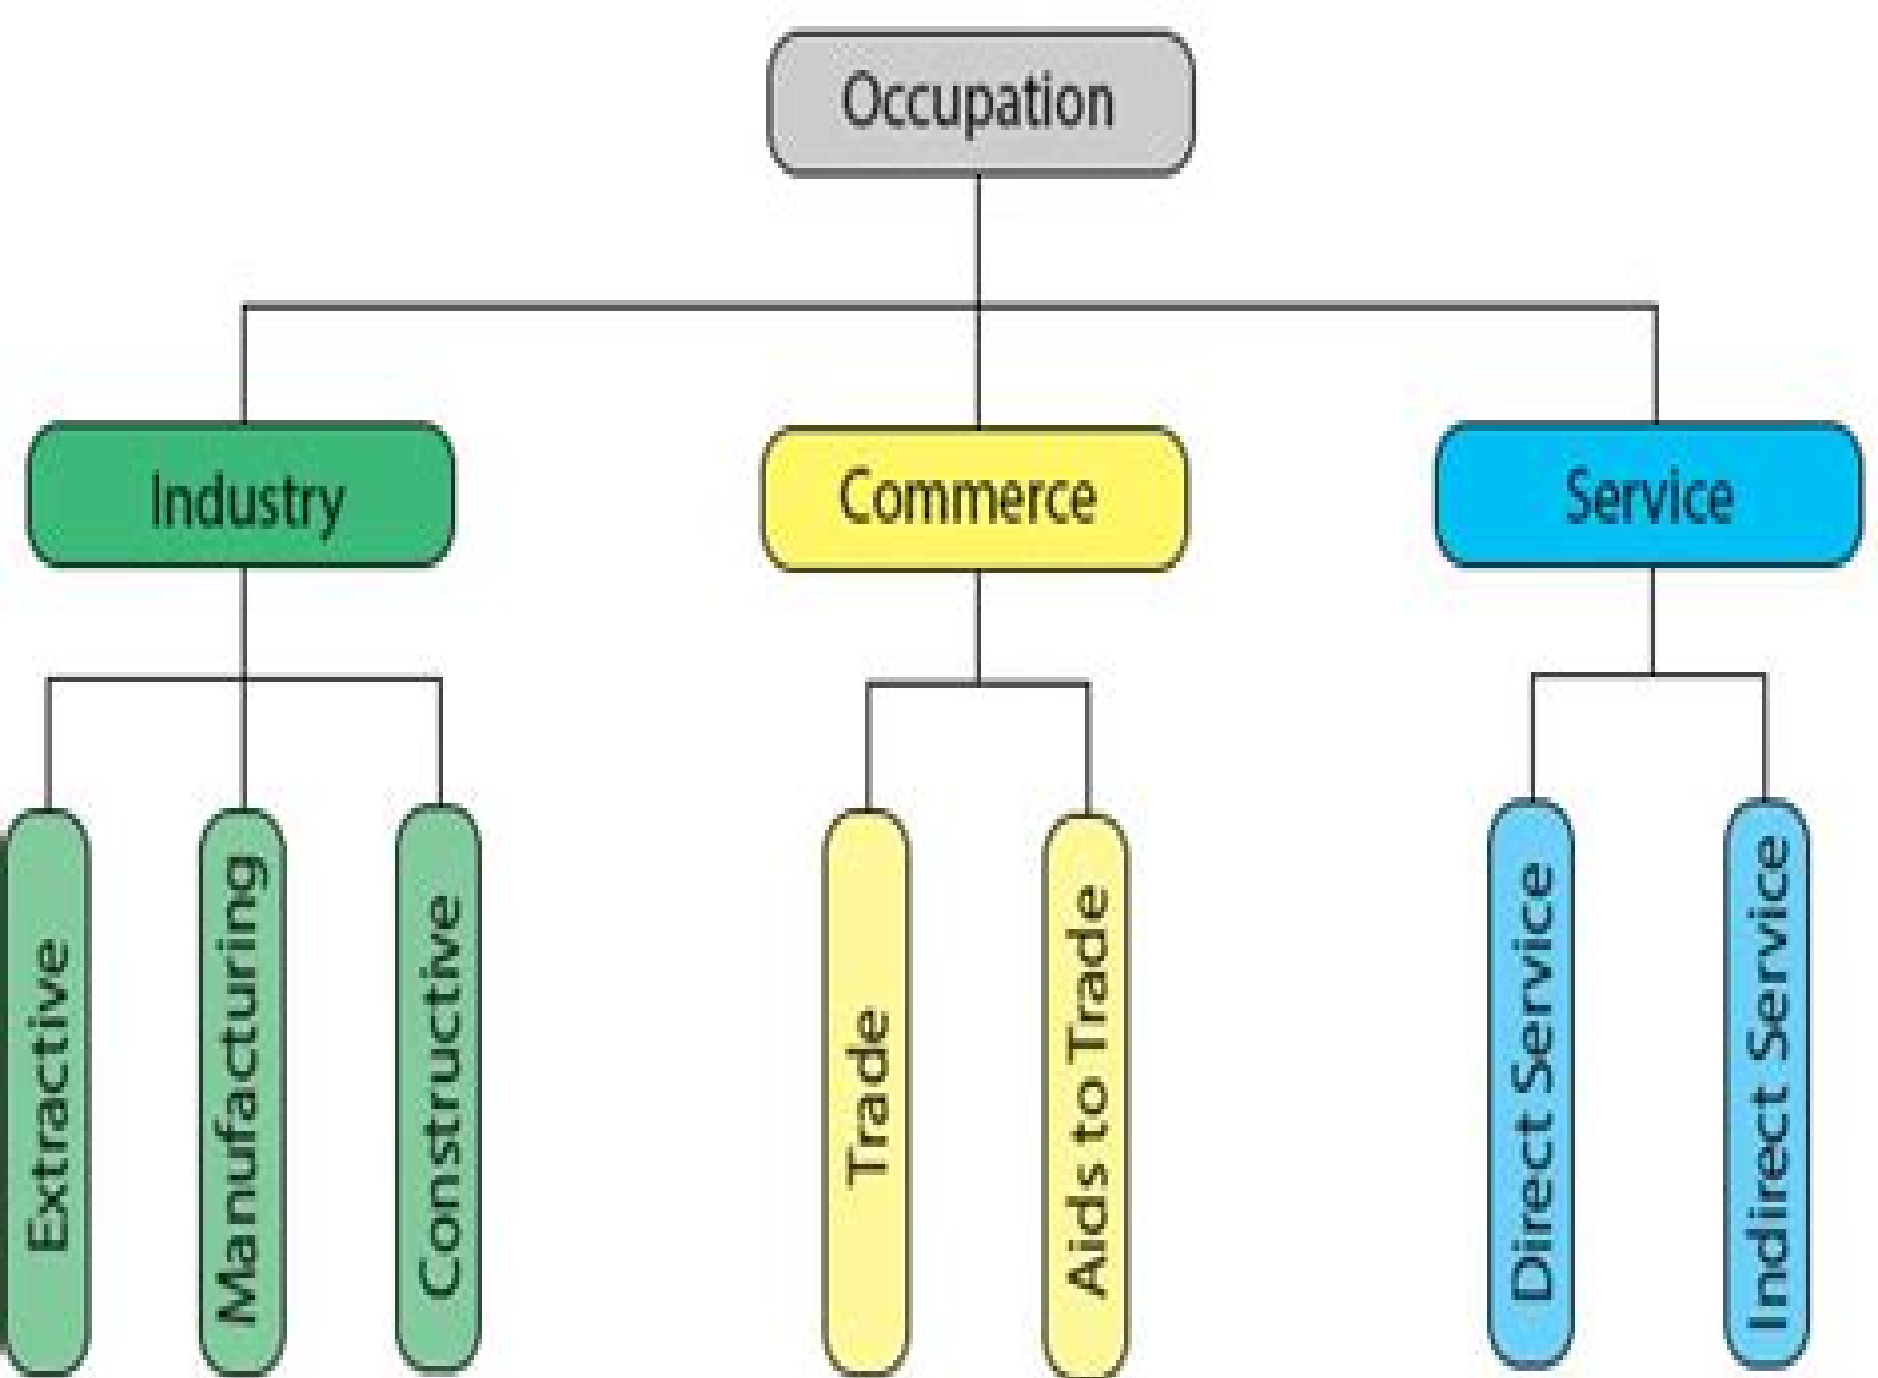 Occupation
Industry
Commerce
Service
Extractive
Manufacturing
Constructive
Trade
Aids to Trade
Direct Service
Indirect Service